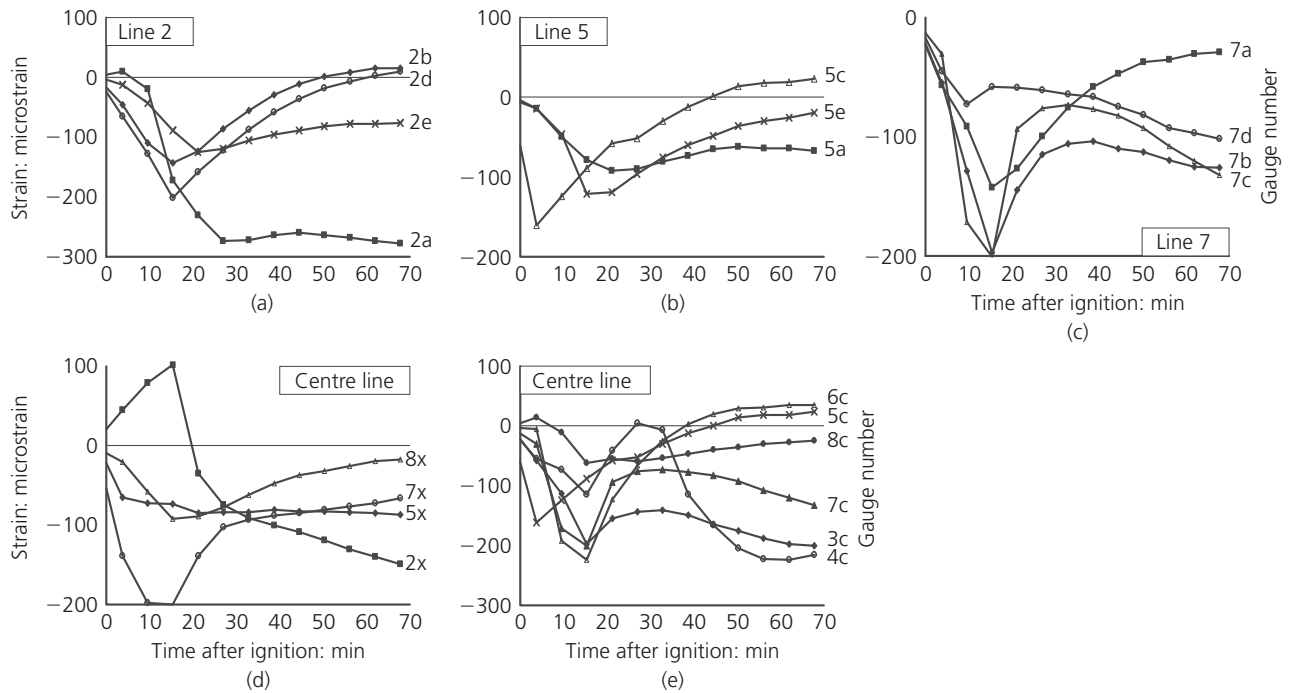 Strain: microstrain
100
0
−100
−200
−300
Line 2
2b
2d
2e
2a
0 10 20 30 40 50 60 70
(a)
100
0
−100
−200
Line 5
5c
5e
5a
0 10 20 30 40 50 60 70
(b)
0
−100
−200
7a
7d
7b
7c
Line 7
Gauge number
0 10 20 30 40 50 60 70
Time after ignition: min
(c)
Strain: microstrain
100
0
−100
−200
Centre line
8x
7x
5x
2x
0 10 20 30 40 50 60 70
Time after ignition: min
(d)
100
0
−100
−200
−300
Centre line
6c
5c
8c
7c
3c
4c
Gauge number
0 10 20 30 40 50 60 70
Time after ignition: min
(e)